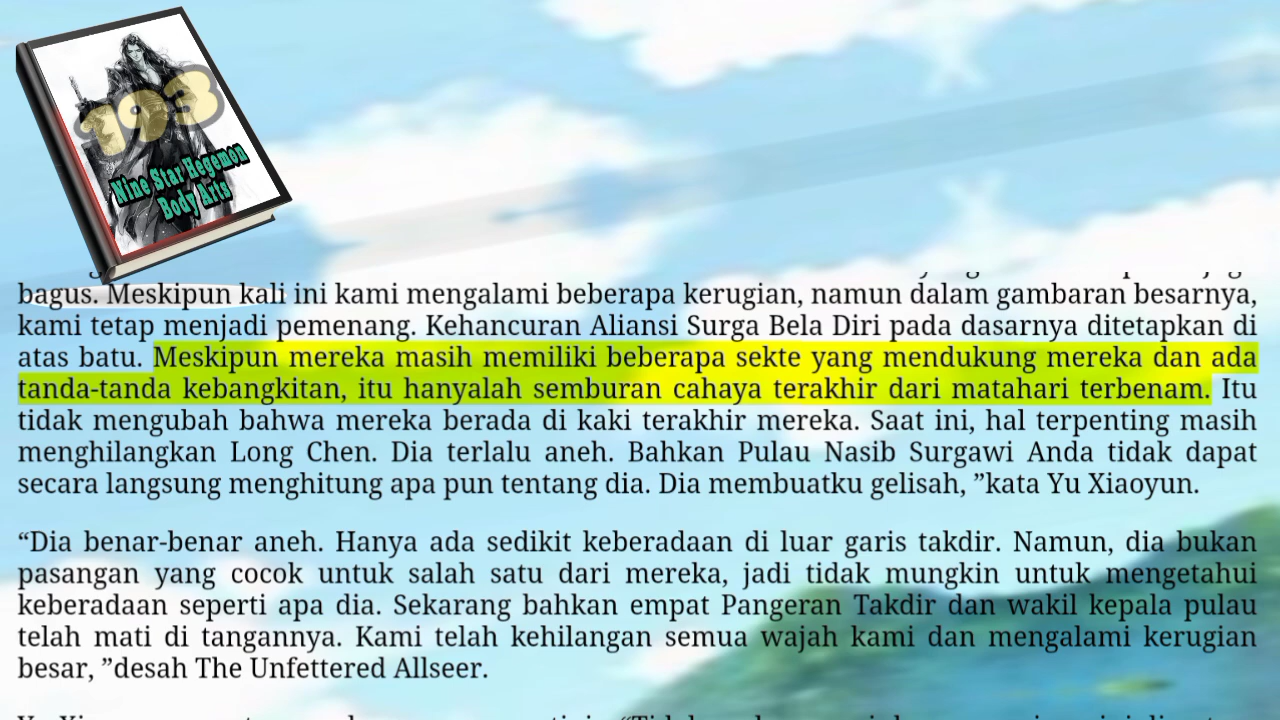 193
Nine Star Hegemon
Body Arts
bagus. Meskipun kali ini kami mengalami beberapa kerugian, namun dalam gambaran besarnya,
kami tetap menjadi pemenang. Kehancuran Aliansi Surga Bela Diri pada dasarnya ditetapkan di
atas batu. Meskipun mereka masih memiliki beberapa sekte yang mendukung mereka dan ada
tanda-tanda kebangkitan, itu hanyalah semburan cahaya terakhir dari matahari terbenam. Itu
tidak mengubah bahwa mereka berada di kaki terakhir mereka. Saat ini, hal terpenting masih
menghilangkan Long Chen. Dia terlalu aneh. Bahkan Pulau Nasib Surgawi Anda tidak dapat
secara langsung menghitung apa pun tentang dia. Dia membuatku gelisah, ”kata Yu Xiaoyun.
“Dia benar-benar aneh. Hanya ada sedikit keberadaan di luar garis takdir. Namun, dia bukan
pasangan yang cocok untuk salah satu dari mereka, jadi tidak mungkin untuk mengetahui
keberadaan seperti apa dia. Sekarang bahkan empat Pangeran Takdir dan wakil kepala pulau
telah mati di tangannya. Kami telah kehilangan semua wajah kami dan mengalami kerugian
besar, ”desah The Unfettered Allseer.